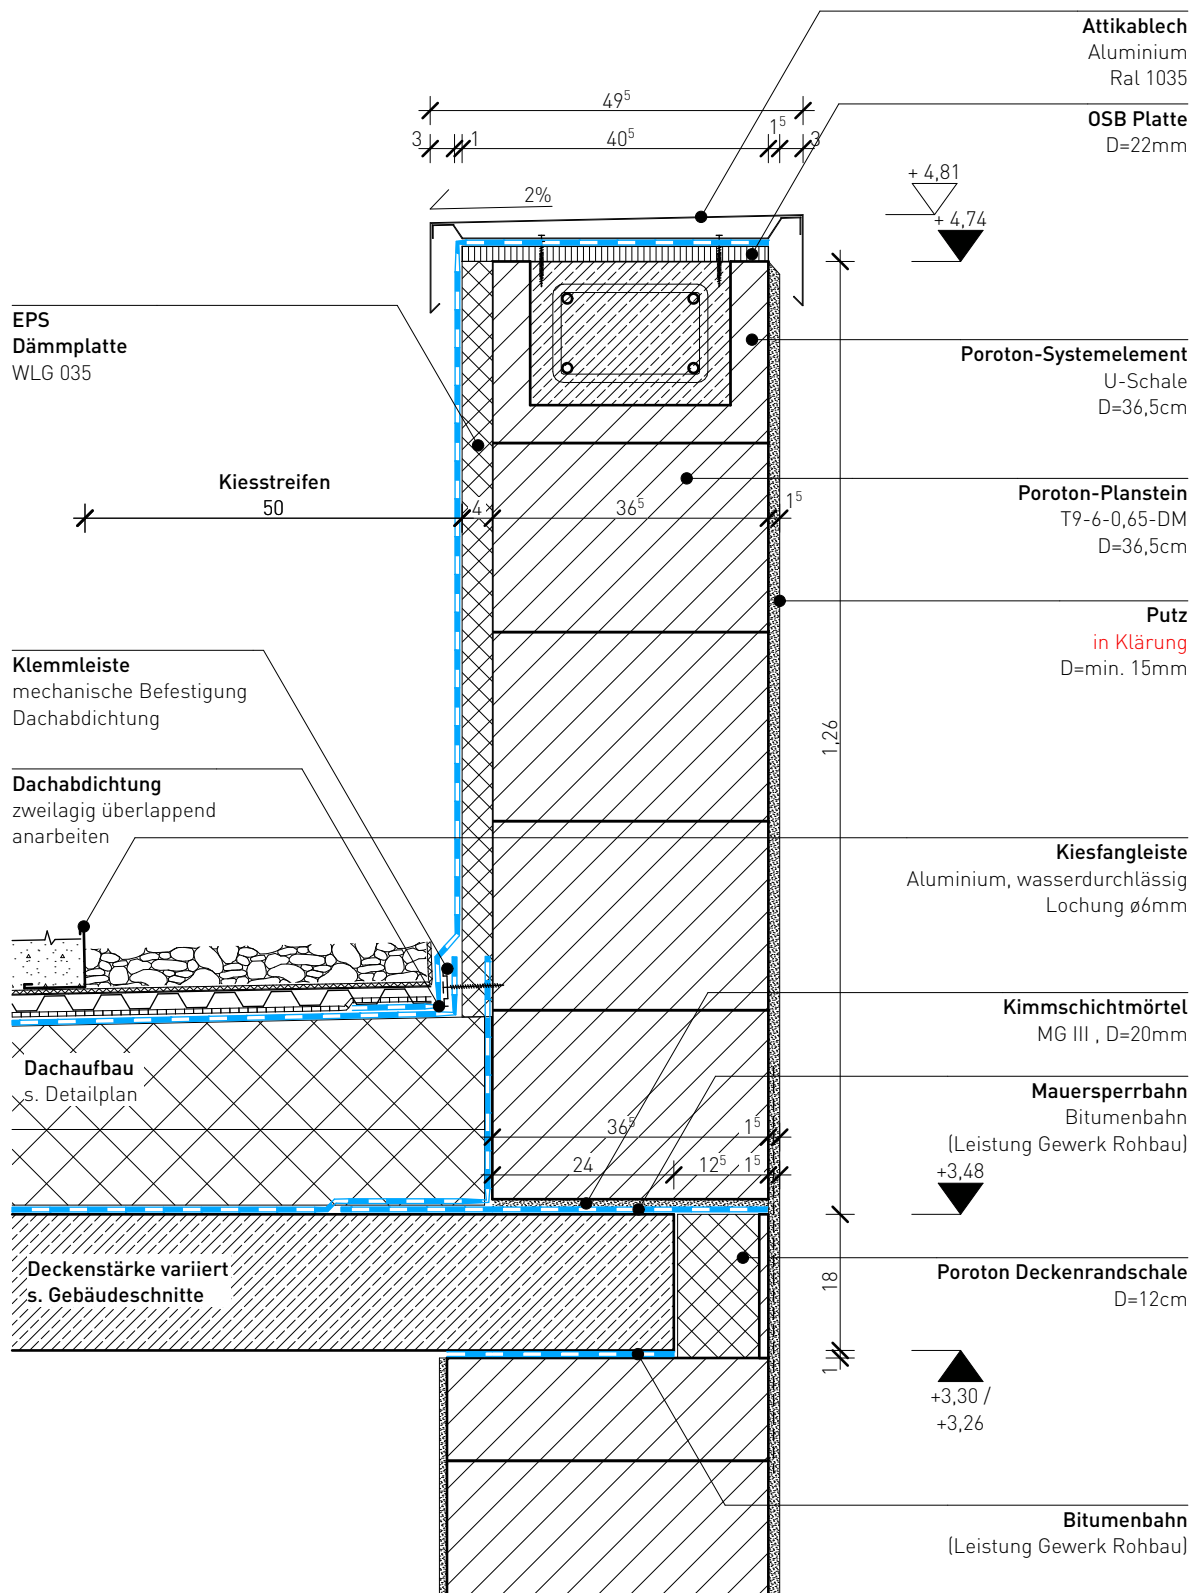 Attikablech
Aluminium
Ral 1035
49⁵
OSB Platte
D=22mm
3
1
40⁵
1⁵
3
2%
+ 4,81
+ 4,74
EPS
Dämmplatte
WLG 035
Poroton-Systemelement
U-Schale
D=36,5cm
Kiesstreifen
50
4
36⁵
1⁵
Poroton-Planstein
T9-6-0,65-DM
D=36,5cm
Putz
in Klärung
D=min. 15mm
Klemmleiste
mechanische Befestigung
Dachabdichtung
1,26
Dachabdichtung
zweilagig überlappend
anarbeiten
Kiesfangleiste
Aluminium, wasserdurchlässig
Lochung ø6mm
Kimmschichtmörtel
MG III , D=20mm
Dachaufbau
s. Detailplan
Mauersperrbahn
Bitumenbahn
(Leistung Gewerk Rohbau)
36⁵
1⁵
24
12⁵
1⁵
+3,48
Deckenstärke variiert
s. Gebäudeschnitte
18
Poroton Deckenrandschale
D=12cm
1
+3,30 /
+3,26
Bitumenbahn
(Leistung Gewerk Rohbau)